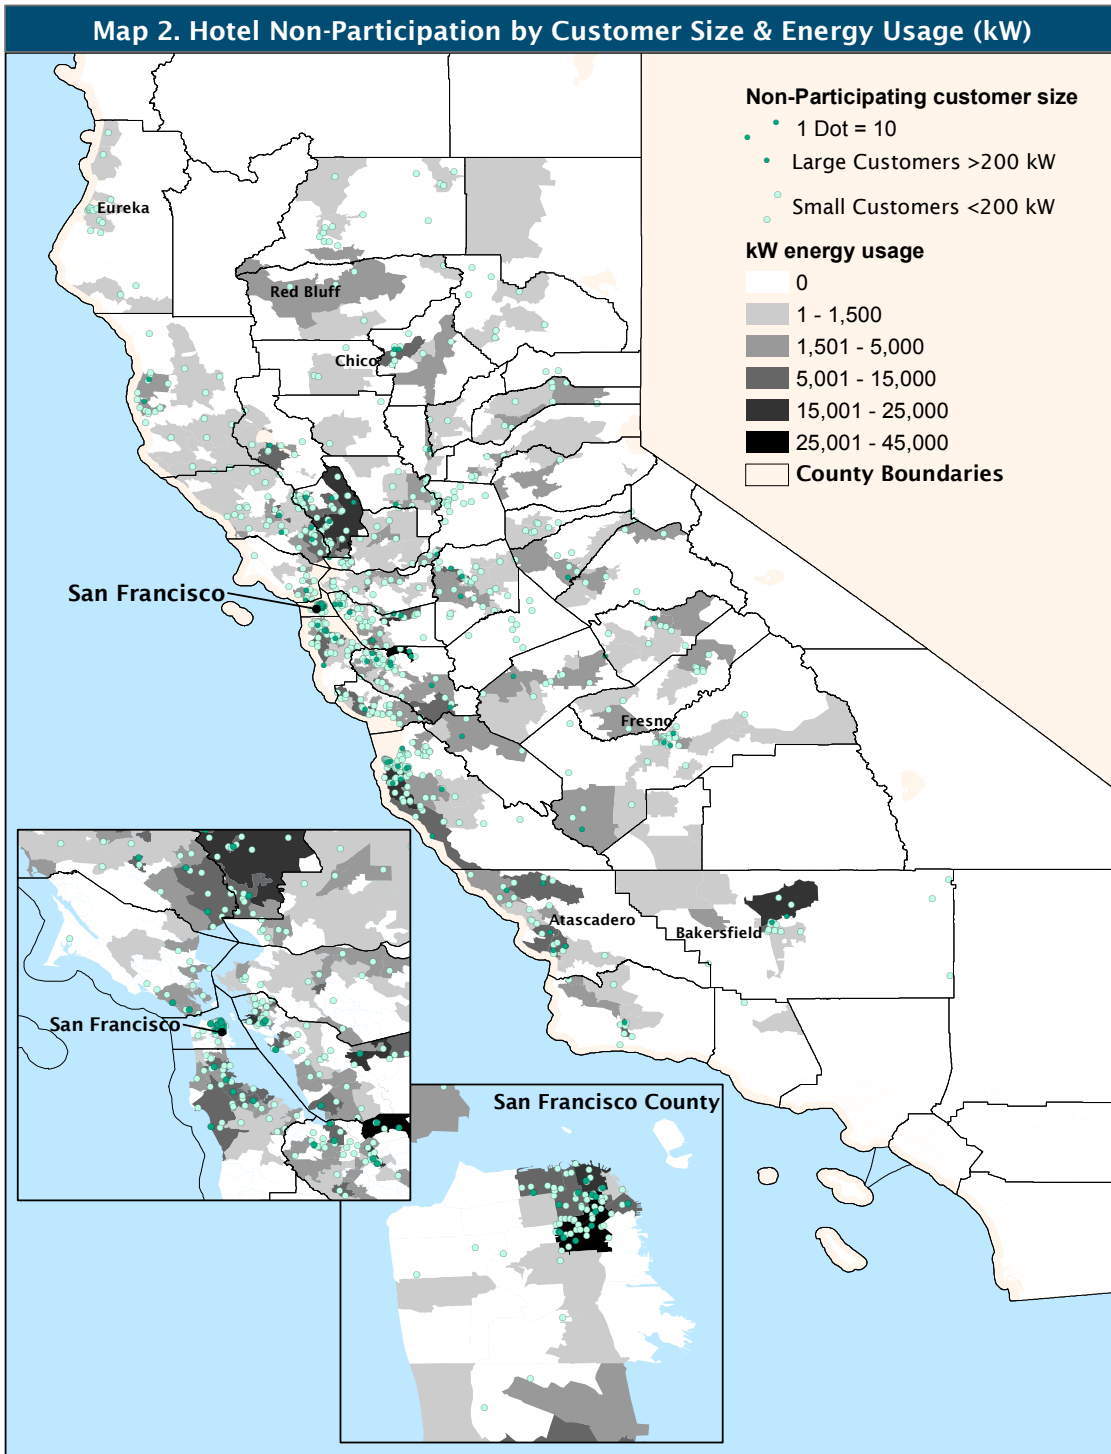 Map 2. Hotel Non-Participation by Customer Size & Energy Usage (kW)
Non-Participating customer size
1 Dot = 10
Large Customers >200 kW
Small Customers <200 kW
kW energy usage
0
1 - 1,500
1,501 - 5,000
5,001 - 15,000
15,001 - 25,000
25,001 - 45,000
County Boundaries
Eureka
Red Bluff
Chico
San Francisco
Fresno
Atascadero
Bakersfield
San Francisco
San Francisco County